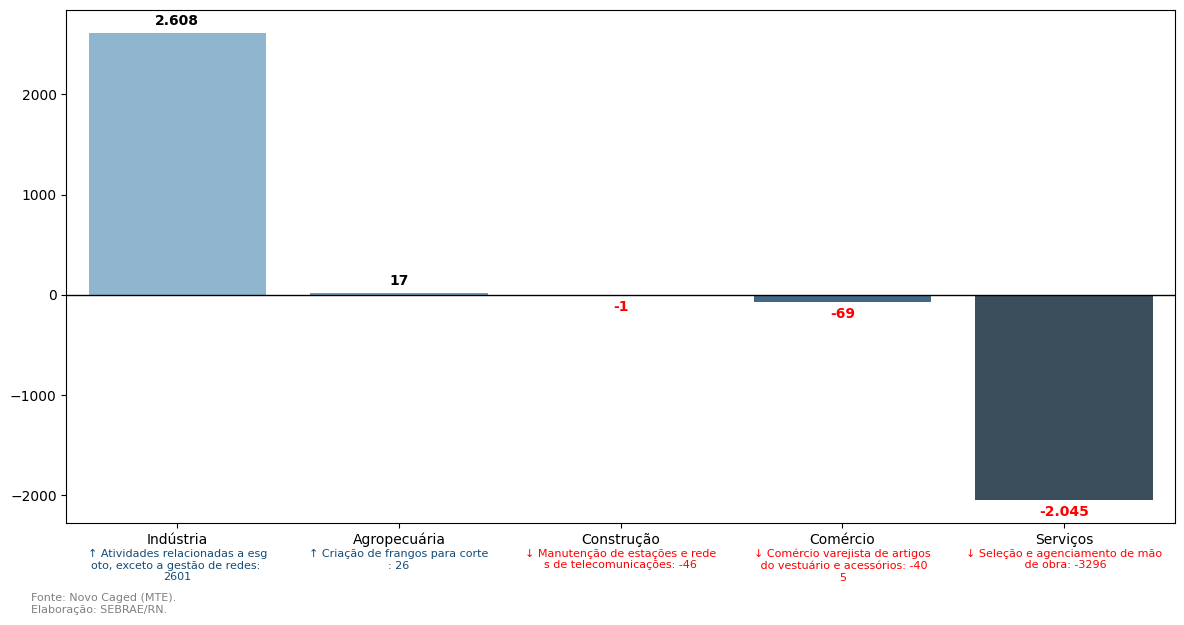 2.608
2000
1000
17
0
-1
-69
−1000
−2000
-2.045
Indústria
Agropecuária
Construção
Comércio
Serviços
↑ Atividades relacionadas a esg
oto, exceto a gestão de redes:
2601
↑ Criação de frangos para corte
: 26
↓ Manutenção de estações e rede
s de telecomunicações: -46
↓ Comércio varejista de artigos
do vestuário e acessórios: -40
5
↓ Seleção e agenciamento de mão
de obra: -3296
Fonte: Novo Caged (MTE).
Elaboração: SEBRAE/RN.